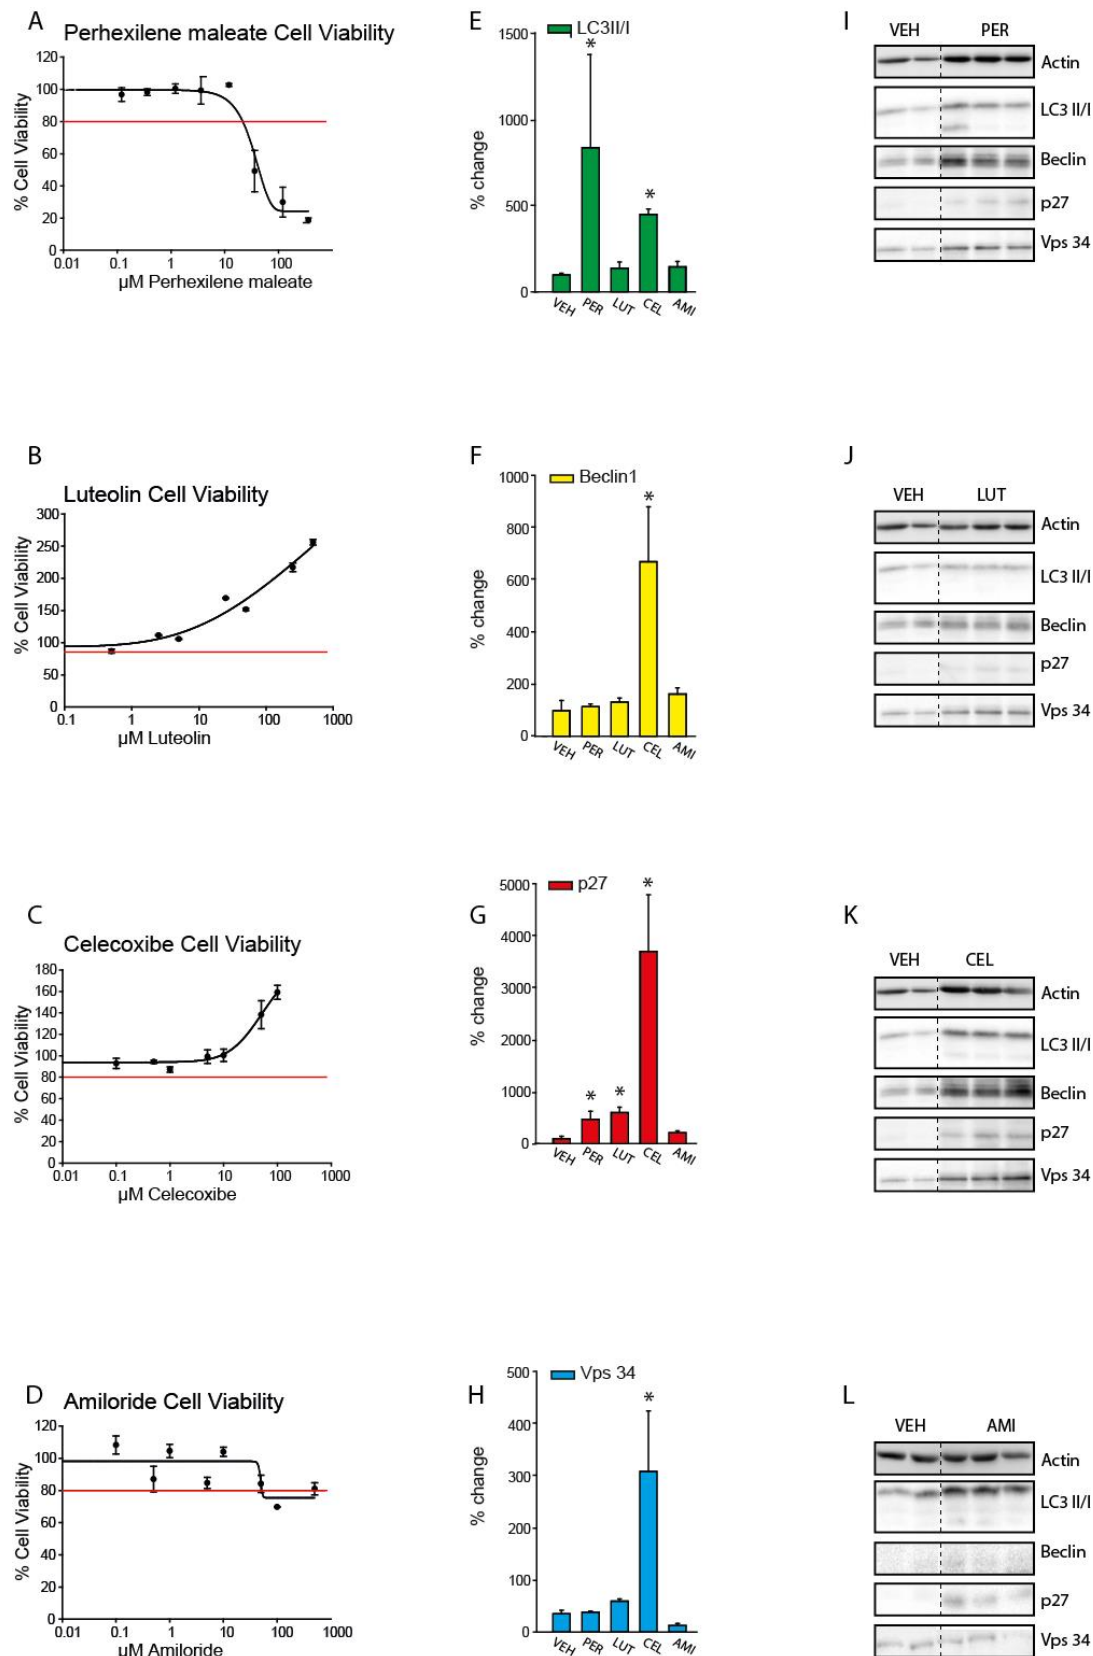 A
Perhexilene maleate Cell Viability
% Cell Viability
120
100
80
60
40
20
0
0.01 0.1 1 10 100
µM Perhexilene maleate
E
LC3II/I
% change
1500
1000
500
0
*
*
VEH PER LUT CEL AMI
I
VEH PER
Actin
LC3 II/I
Beclin
p27
Vps 34
B
Luteolin Cell Viability
% Cell Viability
300
250
200
150
100
50
0
0.1 1 10 100 1000
µM Luteolin
F
Beclin1
% change
1000
800
600
400
200
0
*
VEH PER LUT CEL AMI
J
VEH LUT
Actin
LC3 II/I
Beclin
p27
Vps 34
C
Celecoxibe Cell Viability
% Cell Viability
180
160
140
120
100
80
60
40
20
0
0.01 0.1 1 10 100 1000
µM Celecoxibe
G
p27
% change
5000
4000
3000
2000
1000
0
* * *
VEH PER LUT CEL AMI
K
VEH CEL
Actin
LC3 II/I
Beclin
p27
Vps 34
D
Amiloride Cell Viability
% Cell Viability
120
100
80
60
40
20
0
0.01 0.1 1 10 100 1000
µM Amiloride
H
Vps 34
% change
500
400
300
200
100
0
*
VEH PER LUT CEL AMI
L
VEH AMI
Actin
LC3 II/I
Beclin
p27
Vps 34